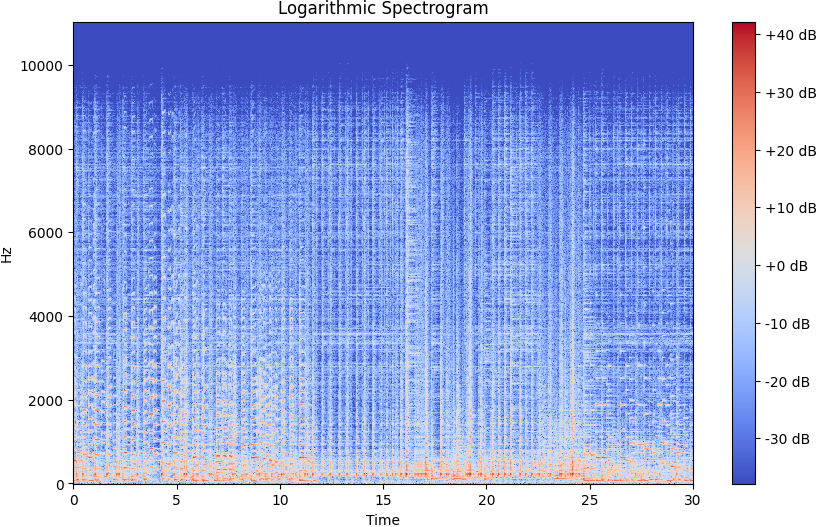 Logarithmic Spectrogram
Hz
10000
8000
6000
4000
2000
0
0 5 10 15 20 25 30
Time
+40 dB
+30 dB
+20 dB
+10 dB
+0 dB
-10 dB
-20 dB
-30 dB